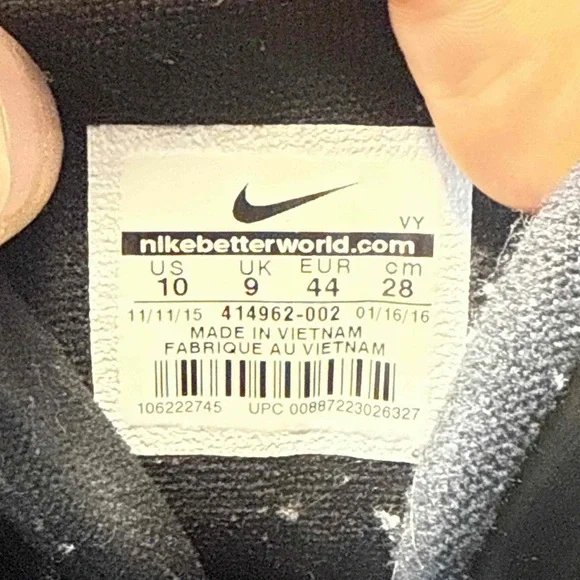 VY
nikebetterworld.com
US UK EUR cm
10 9 44 28
11/11/15 414962-002 01/16/16
MADE IN VIETNAM
FABRIQUE AU VIETNAM
106222745 UPC 00887223026327